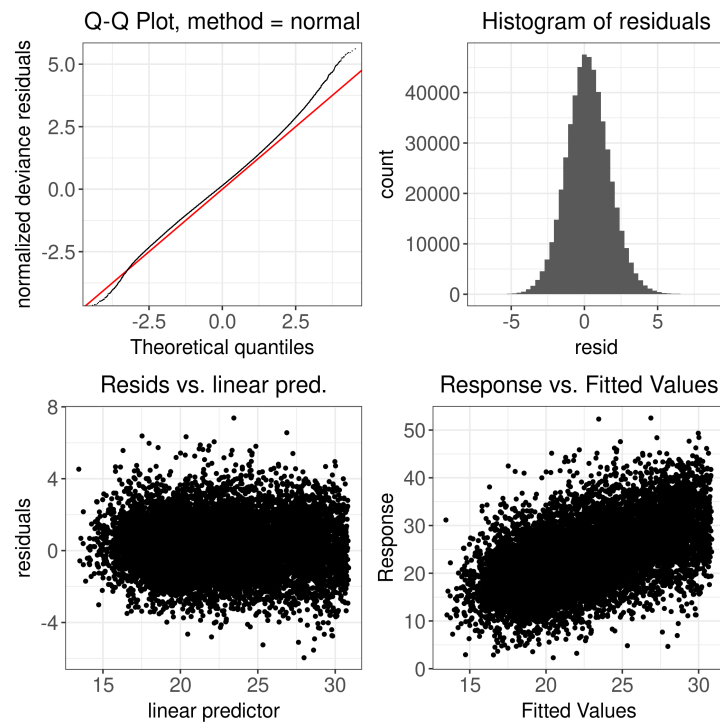 Q-Q Plot, method = normal
normalized deviance residuals
5.0
2.5
0.0
-2.5
-2.5 0.0 2.5
Theoretical quantiles
Histogram of residuals
count
40000
30000
20000
10000
0
-5 0 5
resid
Resids vs. linear pred.
residuals
8
4
0
-4
15 20 25 30
linear predictor
Response vs. Fitted Values
Response
50
40
30
20
10
0
15 20 25 30
Fitted Values